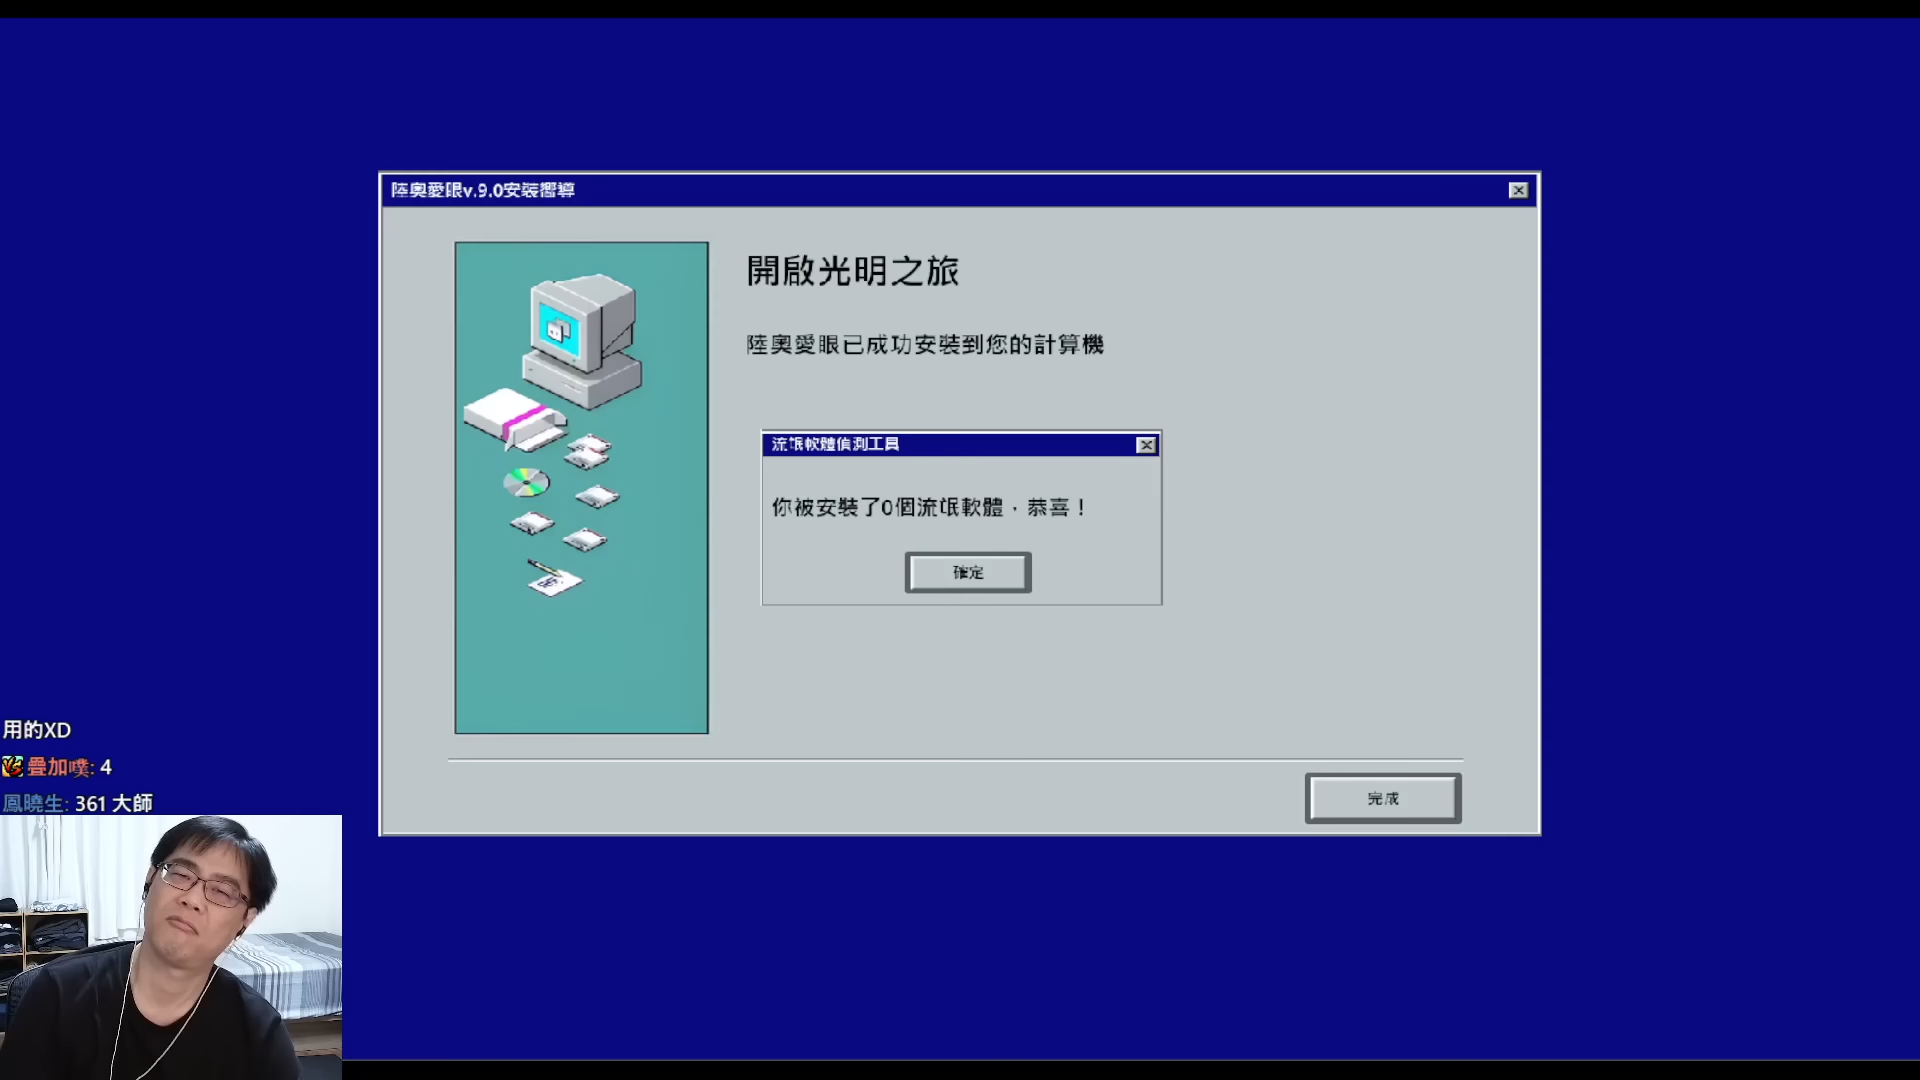 陸奧愛眼v.9.0安裝嚮導
開啟光明之旅
陸奧愛眼已成功安裝到您的計算機
流氓軟體偵測工具
你被安裝了0個流氓軟體，恭喜！
確定
完成
用的XD
疊加噗: 4
鳳曉生: 361 大師